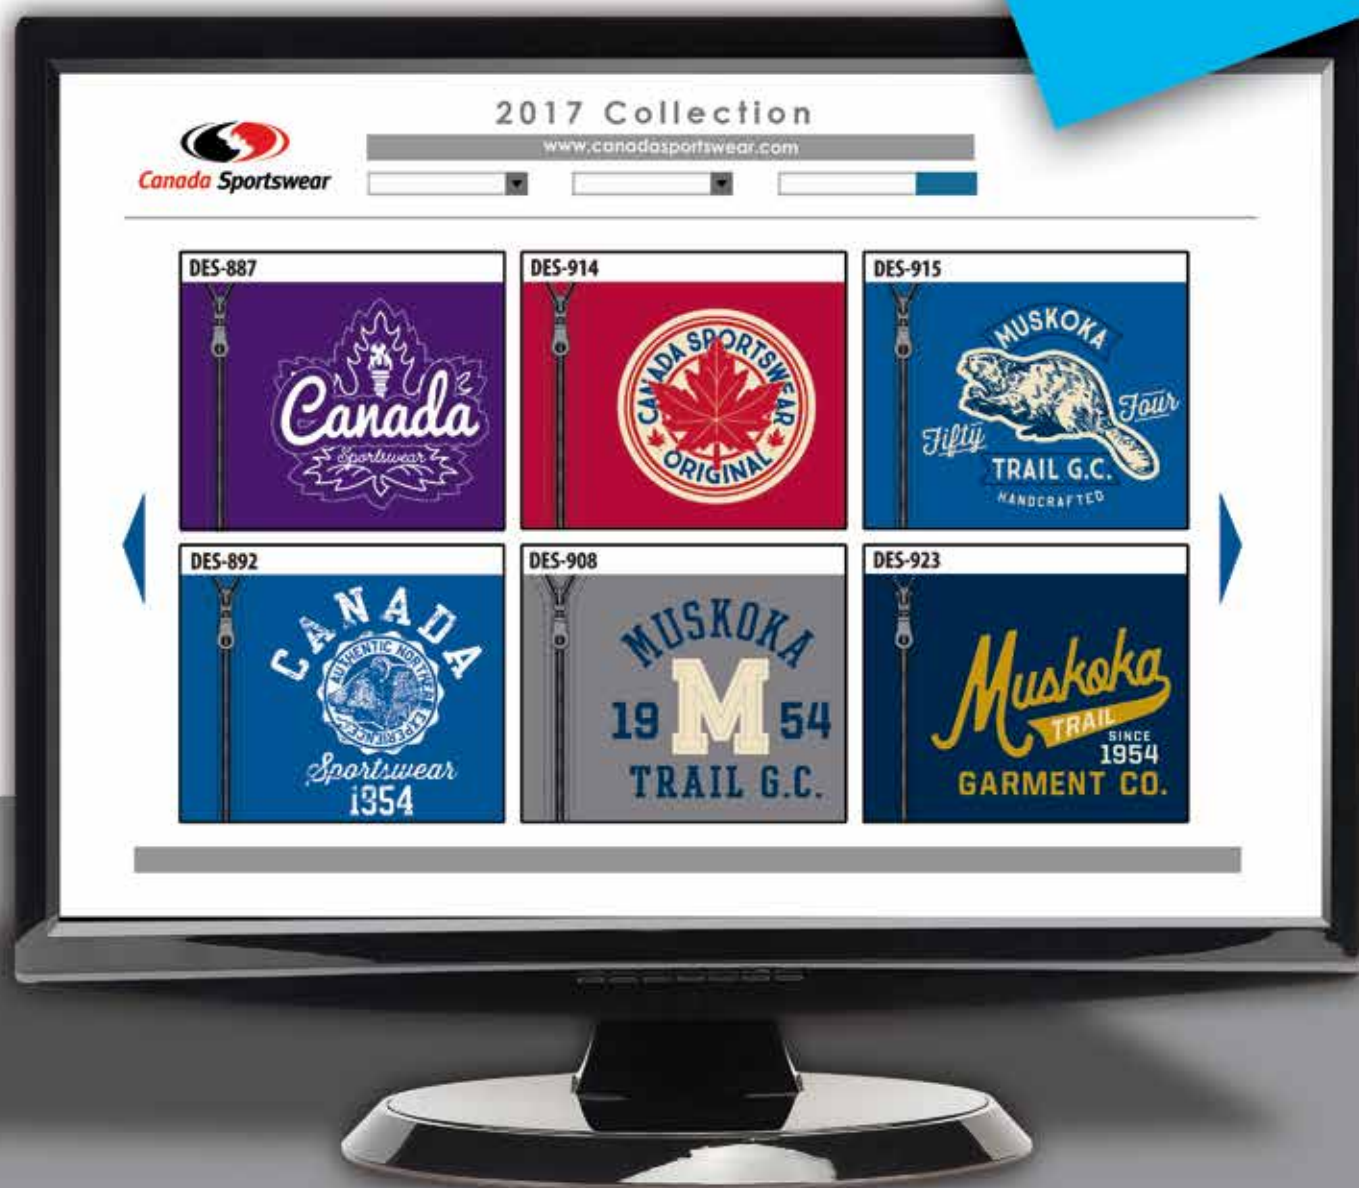 2017 Collection
www.canadasportswear.com
Canada Sportswear
DES-887
Canada
Sportswear
DES-914
CANADA SPORTSWEAR
ORIGINAL
DES-915
MUSKOKA
Fifty Four
TRAIL G.C.
HANDCRAFTED
DES-892
CANADA
AUTHENTIC NORTHERN EXPERIENCE
Sportswear
1954
DES-908
MUSKOKA
19 M 54
TRAIL G.C.
DES-923
Muskoka
TRAIL
SINCE
1954
GARMENT CO.